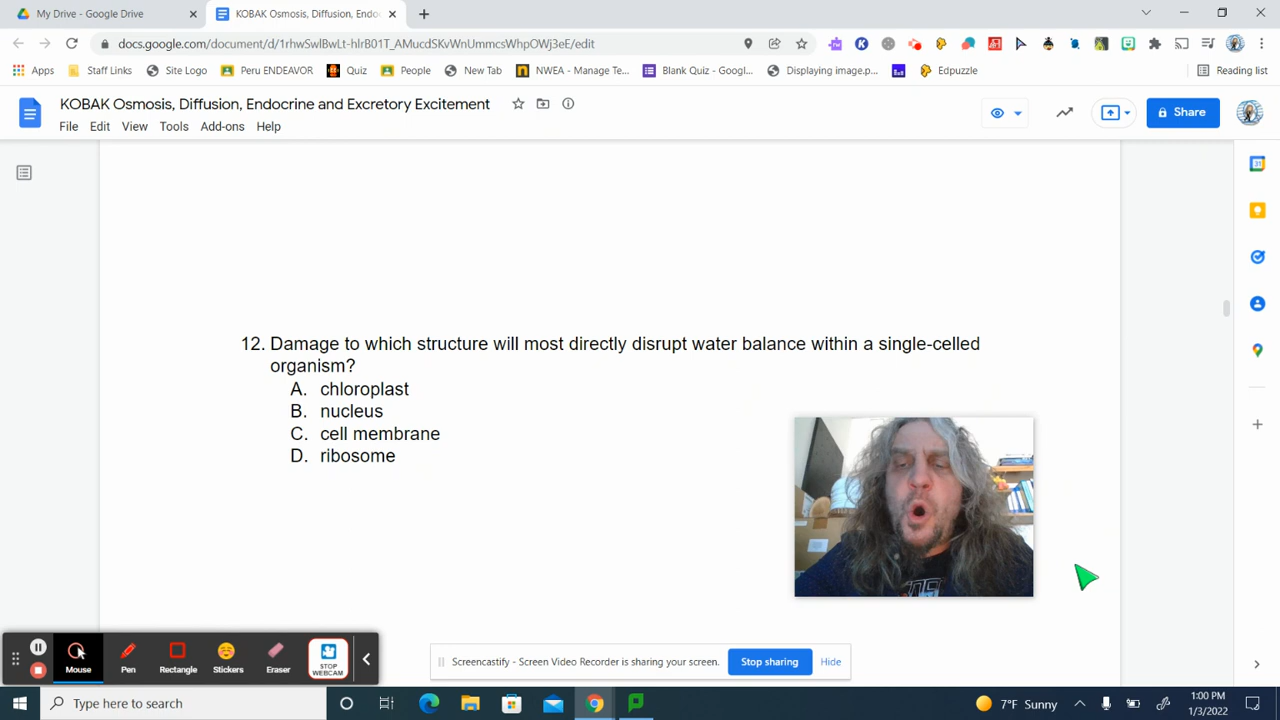 My Drive - Google Drive
KOBAK Osmosis, Diffusion, Endoc
docs.google.com/document/d/1rhwSwlBwLt-hlrB01T_AMucdSKvWnUmmcsWhpOWj3eE/edit
Apps Staff Links Site Logo Peru ENDEAVOR Quiz People New Tab NWEA - Manage Te... Blank Quiz - Googl... Displaying image.p... Edpuzzle Reading list
KOBAK Osmosis, Diffusion, Endocrine and Excretory Excitement
File Edit View Tools Add-ons Help
Share
12. Damage to which structure will most directly disrupt water balance within a single-celled
organism?
A. chloroplast
B. nucleus
C. cell membrane
D. ribosome
Mouse Pen Rectangle Stickers Eraser STOP WEBCAM
Screencastify - Screen Video Recorder is sharing your screen. Stop sharing Hide
Type here to search
7°F Sunny
1:00 PM
1/3/2022